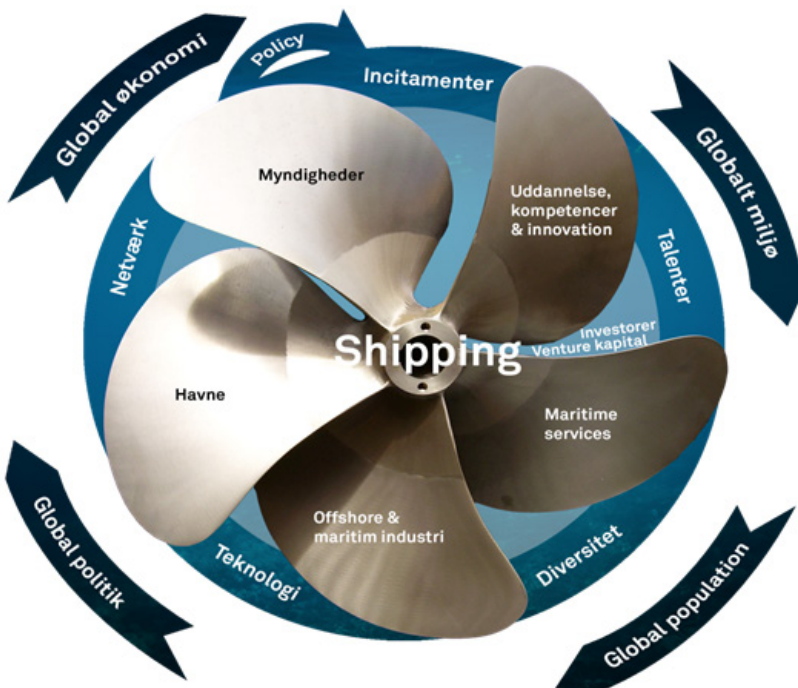 Global økonomi
Policy
Incitamenter
Globalt miljø
Myndigheder
Uddannelse,
kompetencer
& innovation
Netværk
Talenter
Investorer
Venture kapital
Shipping
Havne
Maritime
services
Offshore &
maritim industri
Teknologi
Diversitet
Global politik
Global population